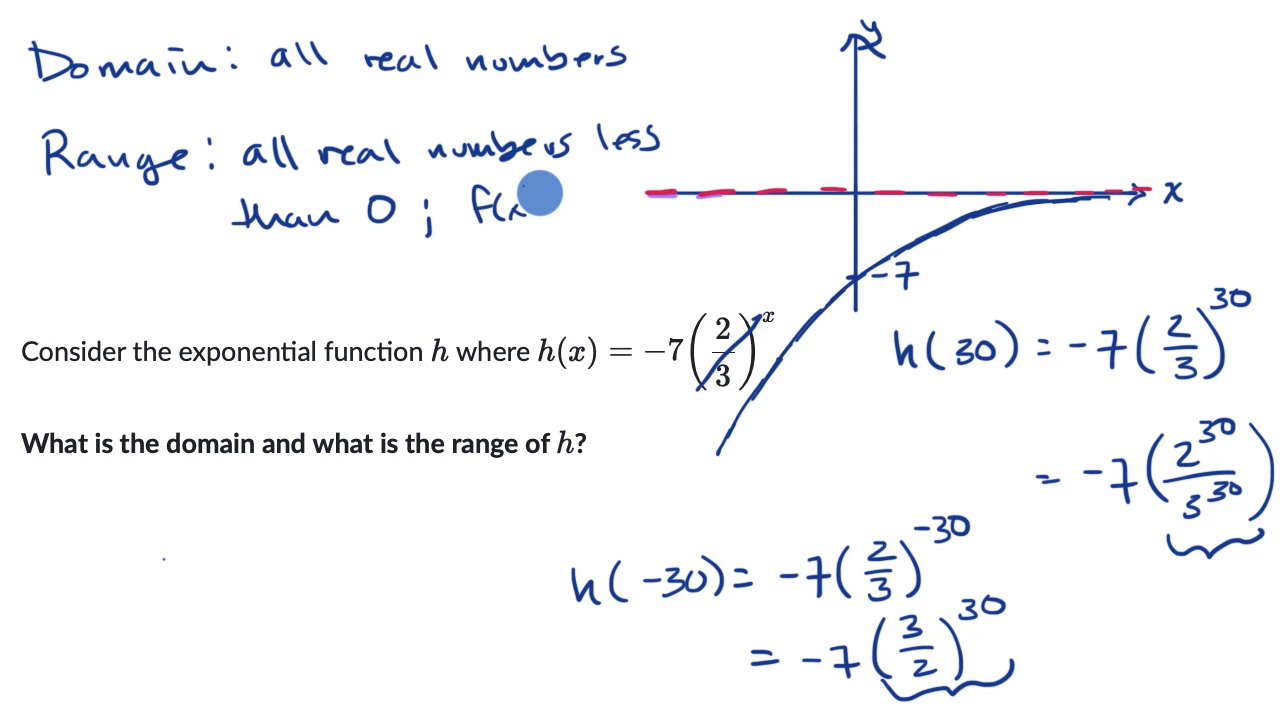 Domain: all real numbers
Range: all real numbers less
than 0 ; f(x
y
x
-7
Consider the exponential function h where h(x) = −7(2/3)^x
What is the domain and what is the range of h?
h(30) = -7(2/3)^30
= -7(2^30/3^30)
h(-30) = -7(2/3)^-30
= -7(3/2)^30